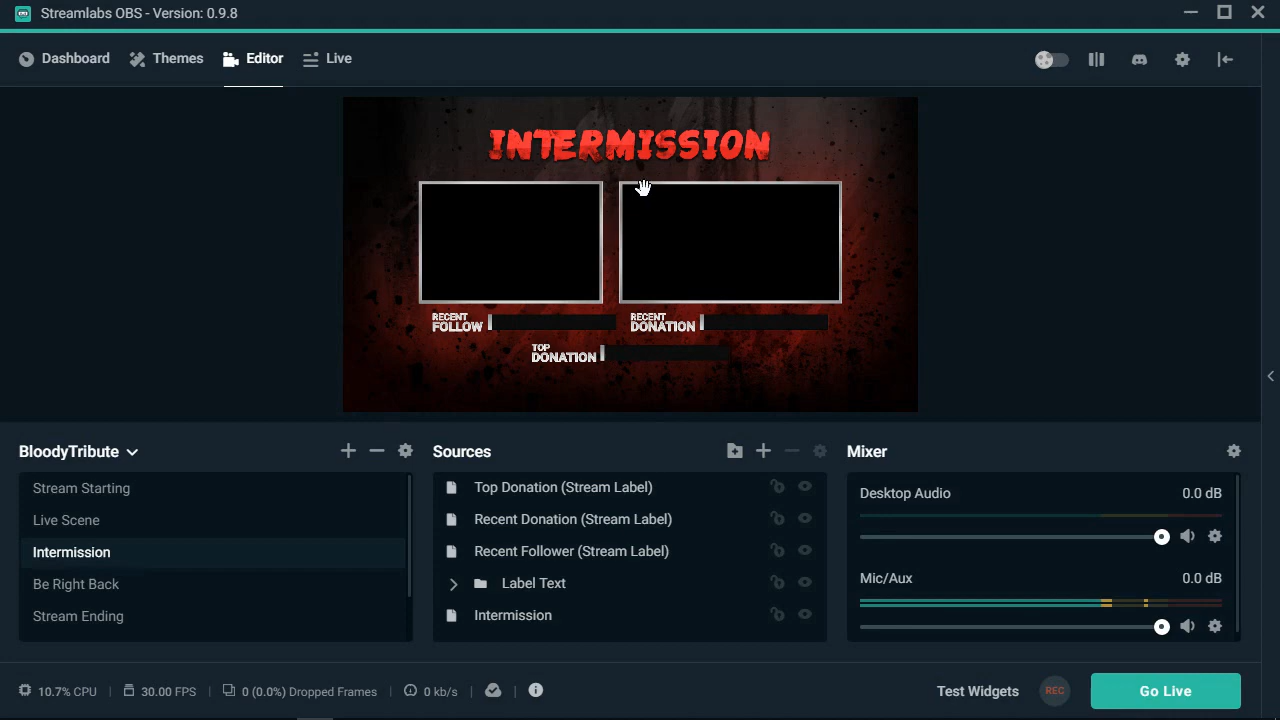 Streamlabs OBS - Version: 0.9.8
Dashboard Themes Editor Live
INTERMISSION
RECENT FOLLOW
RECENT DONATION
TOP DONATION
BloodyTribute
Stream Starting
Live Scene
Intermission
Be Right Back
Stream Ending
Sources
Top Donation (Stream Label)
Recent Donation (Stream Label)
Recent Follower (Stream Label)
Label Text
Intermission
Mixer
Desktop Audio 0.0 dB
Mic/Aux 0.0 dB
10.7% CPU 30.00 FPS 0 (0.0%) Dropped Frames 0 kb/s
Test Widgets REC Go Live